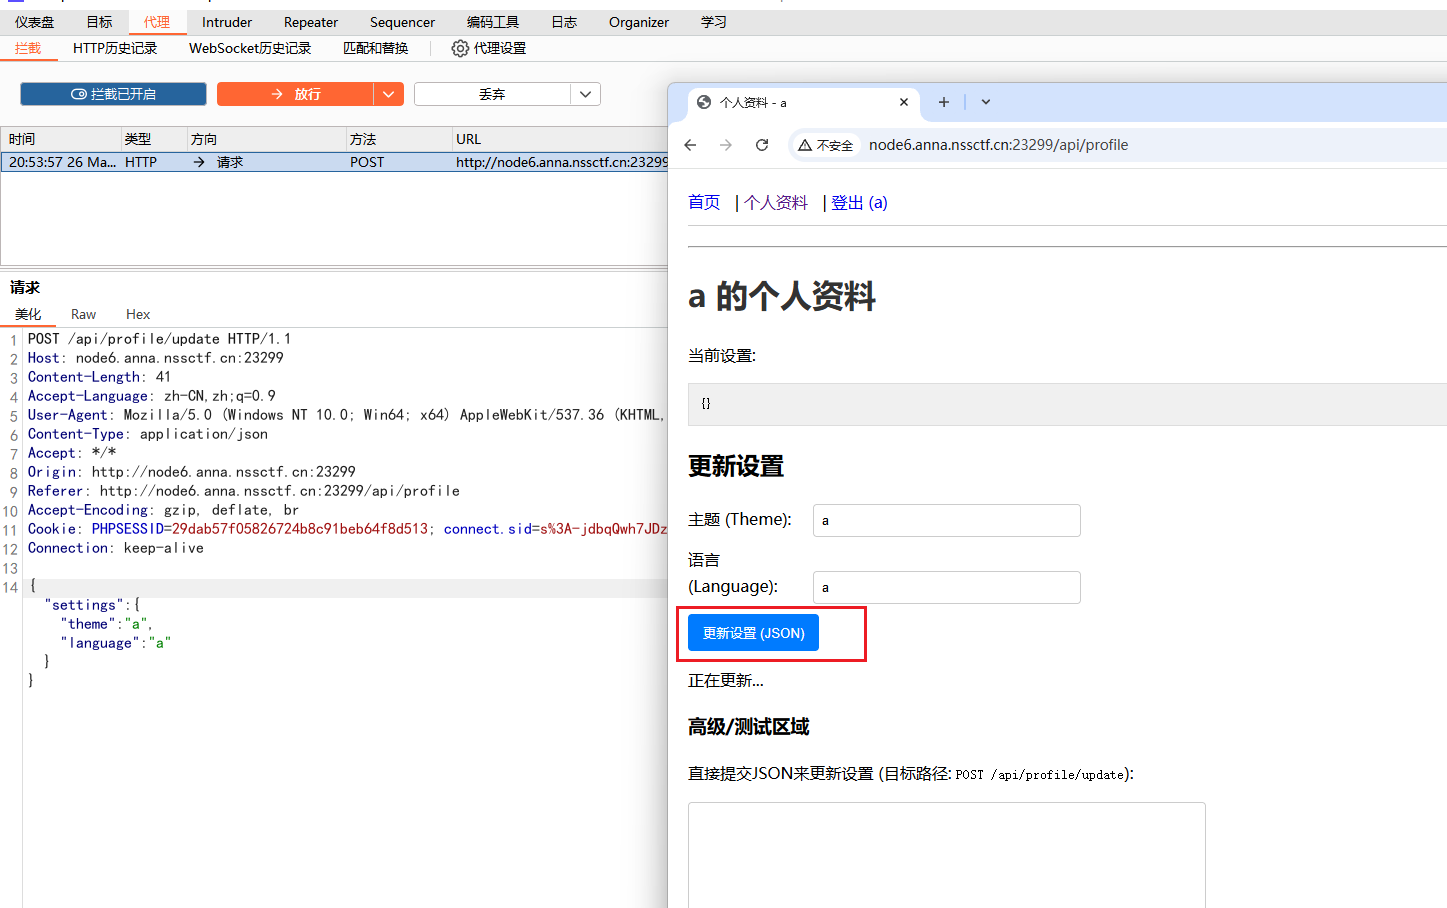 仪表盘 目标 代理 Intruder Repeater Sequencer 编码工具 日志 Organizer 学习
拦截 HTTP历史记录 WebSocket历史记录 匹配和替换 代理设置
拦截已开启 放行 丢弃
时间 类型 方向 方法 URL
20:53:57 26 Ma... HTTP 请求 POST http://node6.anna.nssctf.cn:23299
请求
美化 Raw Hex
1 POST /api/profile/update HTTP/1.1
2 Host: node6.anna.nssctf.cn:23299
3 Content-Length: 41
4 Accept-Language: zh-CN,zh;q=0.9
5 User-Agent: Mozilla/5.0 (Windows NT 10.0; Win64; x64) AppleWebKit/537.36 (KHTML,
6 Content-Type: application/json
7 Accept: */*
8 Origin: http://node6.anna.nssctf.cn:23299
9 Referer: http://node6.anna.nssctf.cn:23299/api/profile
10 Accept-Encoding: gzip, deflate, br
11 Cookie: PHPSESSID=29dab57f05826724b8c91beb64f8d513; connect.sid=s%3A-jdbqQwh7JDz
12 Connection: keep-alive
13
14 {
"settings":{
"theme":"a",
"language":"a"
}
}
个人资料 - a
不安全 node6.anna.nssctf.cn:23299/api/profile
首页 | 个人资料 | 登出 (a)
a 的个人资料
当前设置:
{}
更新设置
主题 (Theme): a
语言
(Language): a
更新设置 (JSON)
正在更新...
高级/测试区域
直接提交JSON来更新设置 (目标路径: POST /api/profile/update):